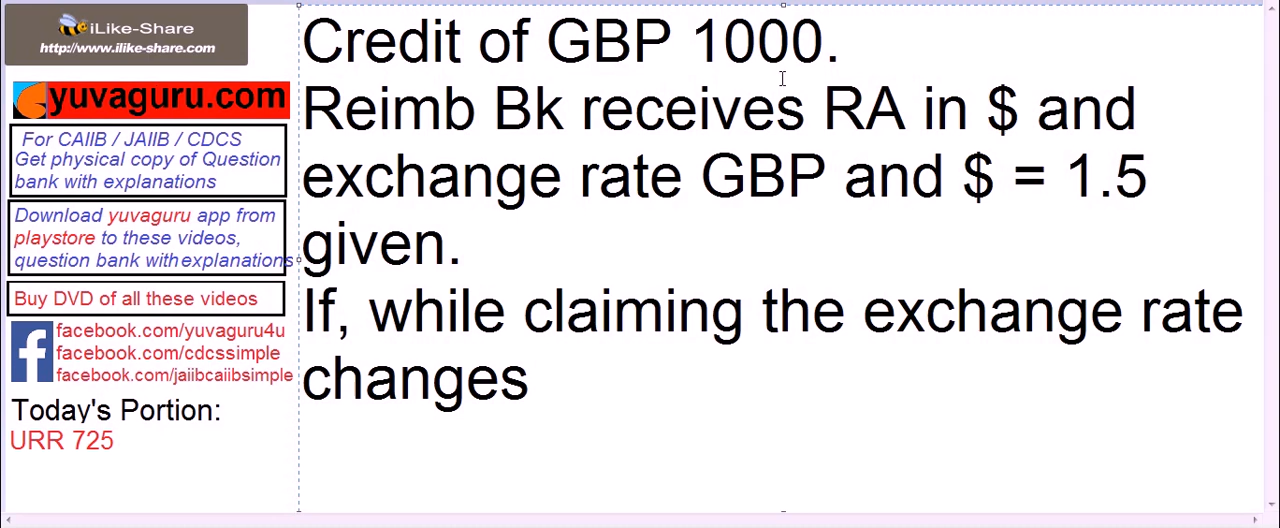 iLike-Share
http://www.ilike-share.com
yuvaguru.com
For CAIIB / JAIIB / CDCS
Get physical copy of Question
bank with explanations
Download yuvaguru app from
playstore to these videos,
question bank with explanations
Buy DVD of all these videos
facebook.com/yuvaguru4u
facebook.com/cdcssimple
facebook.com/jaiibcaiibsimple
Today's Portion:
URR 725
Credit of GBP 1000.
Reimb Bk receives RA in $ and
exchange rate GBP and $ = 1.5
given.
If, while claiming the exchange rate
changes